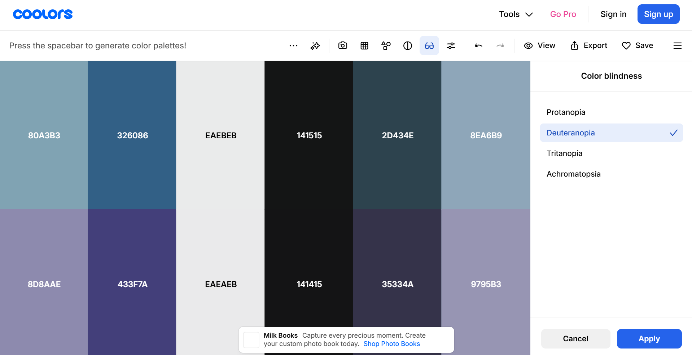 coolors
Tools
Go Pro
Sign in
Sign up
Press the spacebar to generate color palettes!
View
Export
Save
Color blindness
Protanopia
Deuteranopia
Tritanopia
Achromatopsia
80A3B3
326086
EAEBEB
141515
2D434E
8EA6B9
8D8AAE
433F7A
EAEAEB
141415
35334A
9795B3
Milk Books Capture every precious moment. Create
your custom photo book today. Shop Photo Books
Cancel
Apply